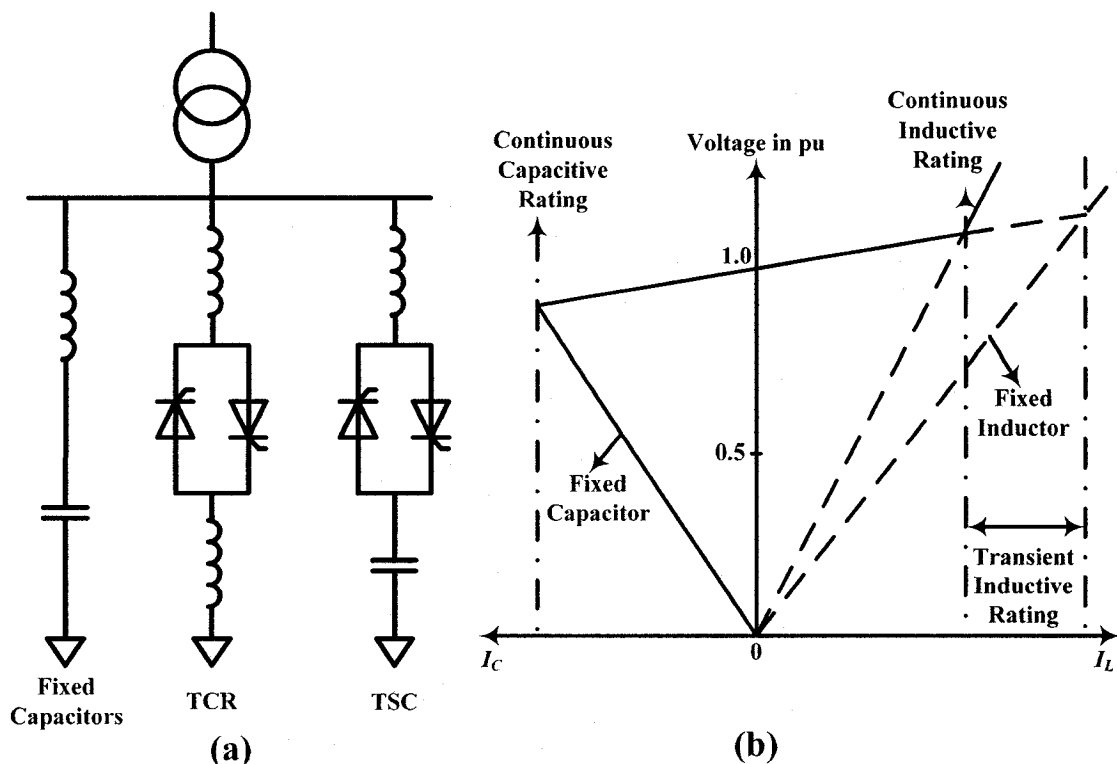 Fixed
Capacitors
TCR
TSC
(a)
Continuous
Capacitive
Rating
Voltage in pu
Continuous
Inductive
Rating
1.0
0.5
Fixed
Capacitor
Fixed
Inductor
Transient
Inductive
Rating
I_C
0
I_L
(b)